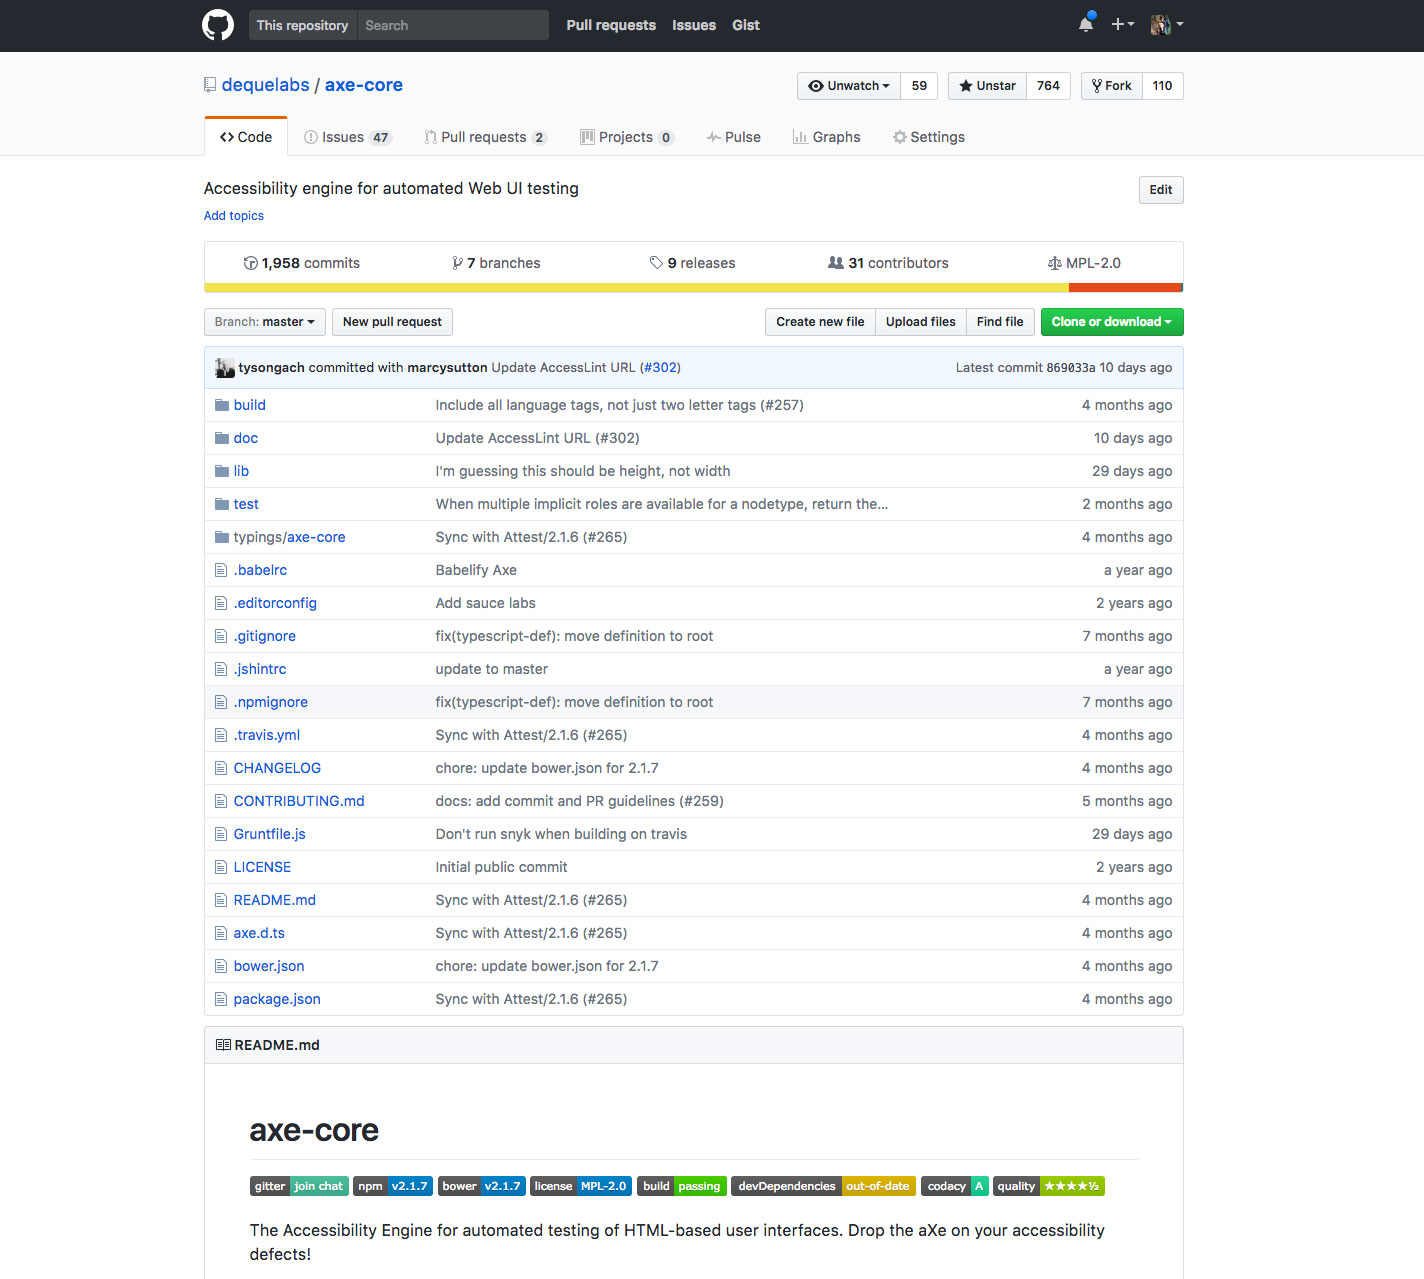 This repository Search Pull requests Issues Gist
dequelabs / axe-core Unwatch 59 Unstar 764 Fork 110
Code Issues 47 Pull requests 2 Projects 0 Pulse Graphs Settings
Accessibility engine for automated Web UI testing Edit
Add topics
1,958 commits 7 branches 9 releases 31 contributors MPL-2.0
Branch: master New pull request Create new file Upload files Find file Clone or download
tysongach committed with marcysutton Update AccessLint URL (#302) Latest commit 869033a 10 days ago
build Include all language tags, not just two letter tags (#257) 4 months ago
doc Update AccessLint URL (#302) 10 days ago
lib I'm guessing this should be height, not width 29 days ago
test When multiple implicit roles are available for a nodetype, return the... 2 months ago
typings/axe-core Sync with Attest/2.1.6 (#265) 4 months ago
.babelrc Babelify Axe a year ago
.editorconfig Add sauce labs 2 years ago
.gitignore fix(typescript-def): move definition to root 7 months ago
.jshintrc update to master a year ago
.npmignore fix(typescript-def): move definition to root 7 months ago
.travis.yml Sync with Attest/2.1.6 (#265) 4 months ago
CHANGELOG chore: update bower.json for 2.1.7 4 months ago
CONTRIBUTING.md docs: add commit and PR guidelines (#259) 5 months ago
Gruntfile.js Don't run snyk when building on travis 29 days ago
LICENSE Initial public commit 2 years ago
README.md Sync with Attest/2.1.6 (#265) 4 months ago
axe.d.ts Sync with Attest/2.1.6 (#265) 4 months ago
bower.json chore: update bower.json for 2.1.7 4 months ago
package.json Sync with Attest/2.1.6 (#265) 4 months ago
README.md
axe-core
gitter join chat npm v2.1.7 bower v2.1.7 license MPL-2.0 build passing devDependencies out-of-date codacy A quality ★★★★½
The Accessibility Engine for automated testing of HTML-based user interfaces. Drop the aXe on your accessibility
defects!